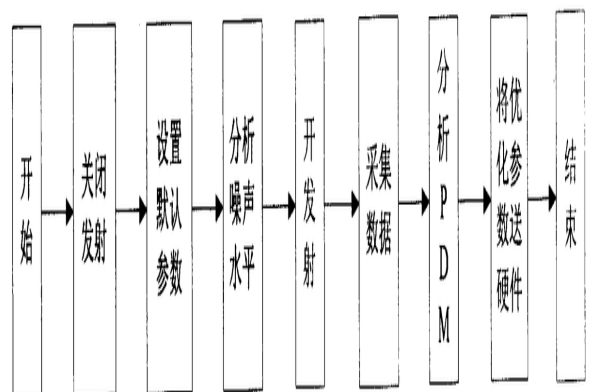 开始
关闭发射
设置默认参数
分析噪声水平
开发射
采集数据
分析PDM
将优化参数送硬件
结束